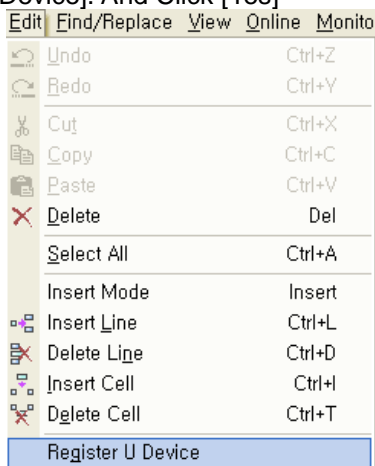 Device]. And Click [Yes]
Edit Find/Replace View Online Monito
Undo Ctrl+Z
Redo Ctrl+Y
Cut Ctrl+X
Copy Ctrl+C
Paste Ctrl+V
Delete Del
Select All Ctrl+A
Insert Mode Insert
Insert Line Ctrl+L
Delete Line Ctrl+D
Insert Cell Ctrl+I
Delete Cell Ctrl+T
Register U Device